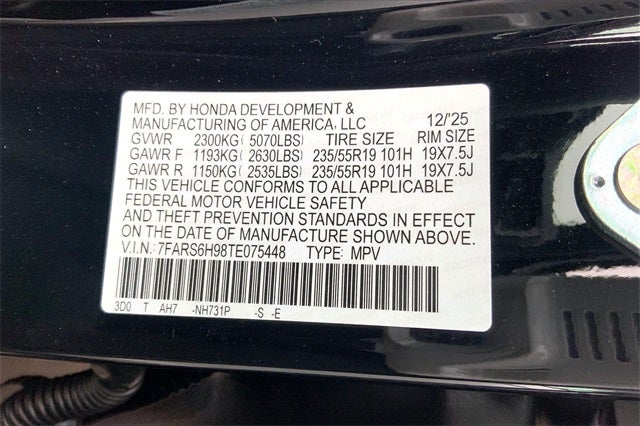 MFD. BY HONDA DEVELOPMENT &
MANUFACTURING OF AMERICA, LLC 12/'25
GVWR 2300KG( 5070LBS) TIRE SIZE RIM SIZE
GAWR F 1193KG( 2630LBS) 235/55R19 101H 19X7.5J
GAWR R 1150KG( 2535LBS) 235/55R19 101H 19X7.5J
THIS VEHICLE CONFORMS TO ALL APPLICABLE
FEDERAL MOTOR VEHICLE SAFETY
AND THEFT PREVENTION STANDARDS IN EFFECT
ON THE DATE OF MANUFACTURE SHOWN ABOVE.
V.I.N.: 7FARS6H98TE075448 TYPE: MPV
3D0 T AH7 -NH731P -S -E